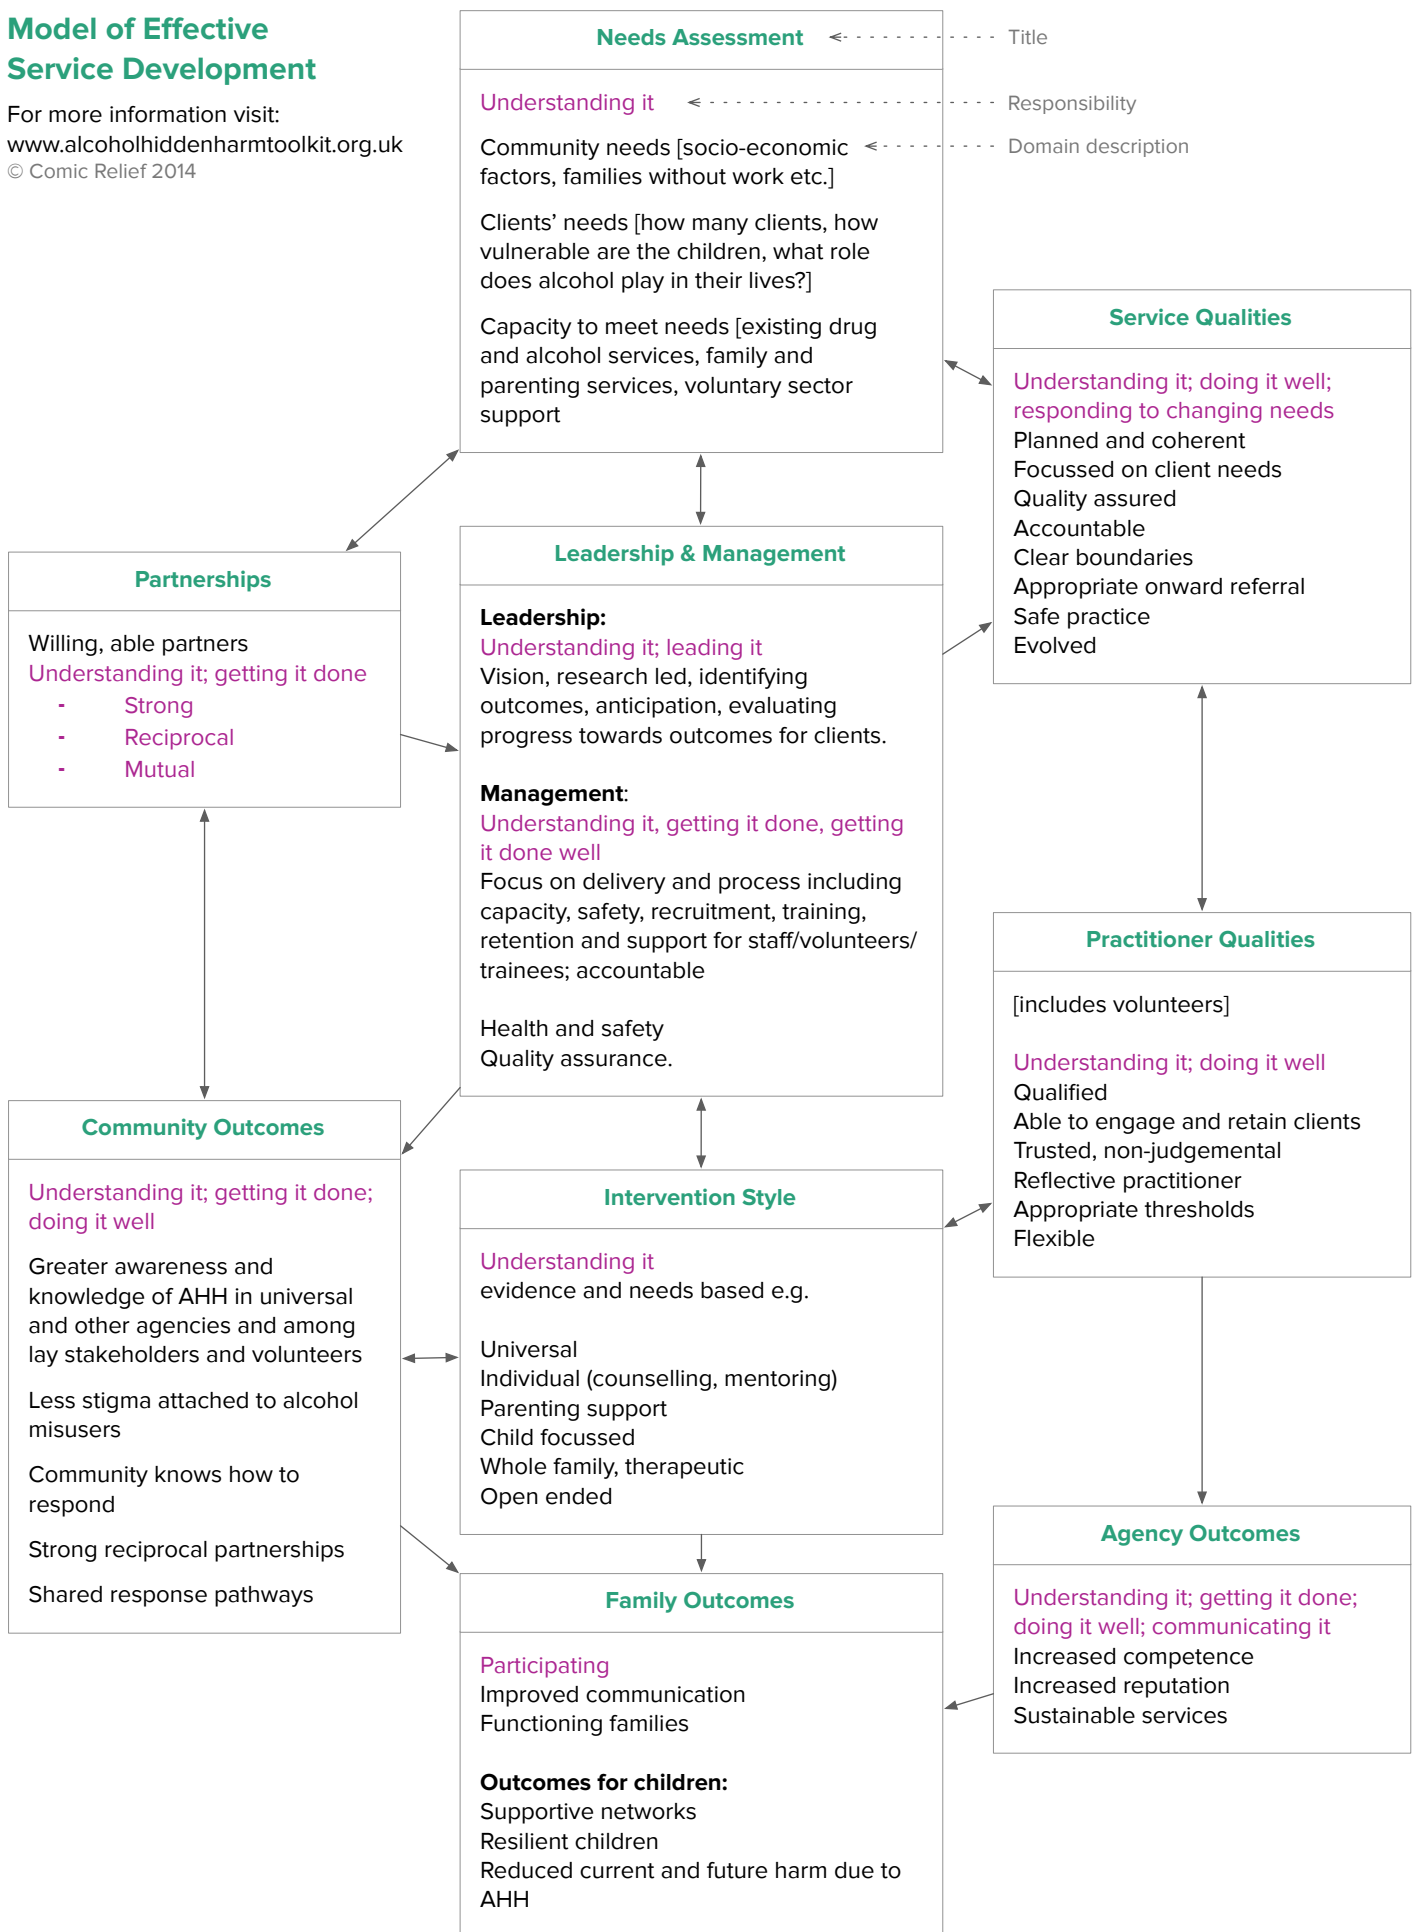 Model of Effective
Service Development
For more information visit:
www.alcoholhiddenharmtoolkit.org.uk
© Comic Relief 2014
Needs Assessment
Title
Understanding it
Responsibility
Community needs [socio-economic
factors, families without work etc.]
Domain description
Clients’ needs [how many clients, how
vulnerable are the children, what role
does alcohol play in their lives?]
Capacity to meet needs [existing drug
and alcohol services, family and
parenting services, voluntary sector
support
Service Qualities
Understanding it; doing it well;
responding to changing needs
Planned and coherent
Focussed on client needs
Quality assured
Accountable
Clear boundaries
Appropriate onward referral
Safe practice
Evolved
Partnerships
Willing, able partners
Understanding it; getting it done
- Strong
- Reciprocal
- Mutual
Leadership & Management
Leadership:
Understanding it; leading it
Vision, research led, identifying
outcomes, anticipation, evaluating
progress towards outcomes for clients.
Management:
Understanding it, getting it done, getting
it done well
Focus on delivery and process including
capacity, safety, recruitment, training,
retention and support for staff/volunteers/
trainees; accountable
Health and safety
Quality assurance.
Practitioner Qualities
[includes volunteers]
Understanding it; doing it well
Qualified
Able to engage and retain clients
Trusted, non-judgemental
Reflective practitioner
Appropriate thresholds
Flexible
Community Outcomes
Understanding it; getting it done;
doing it well
Greater awareness and
knowledge of AHH in universal
and other agencies and among
lay stakeholders and volunteers
Less stigma attached to alcohol
misusers
Community knows how to
respond
Strong reciprocal partnerships
Shared response pathways
Intervention Style
Understanding it
evidence and needs based e.g.
Universal
Individual (counselling, mentoring)
Parenting support
Child focussed
Whole family, therapeutic
Open ended
Agency Outcomes
Understanding it; getting it done;
doing it well; communicating it
Increased competence
Increased reputation
Sustainable services
Family Outcomes
Participating
Improved communication
Functioning families
Outcomes for children:
Supportive networks
Resilient children
Reduced current and future harm due to
AHH